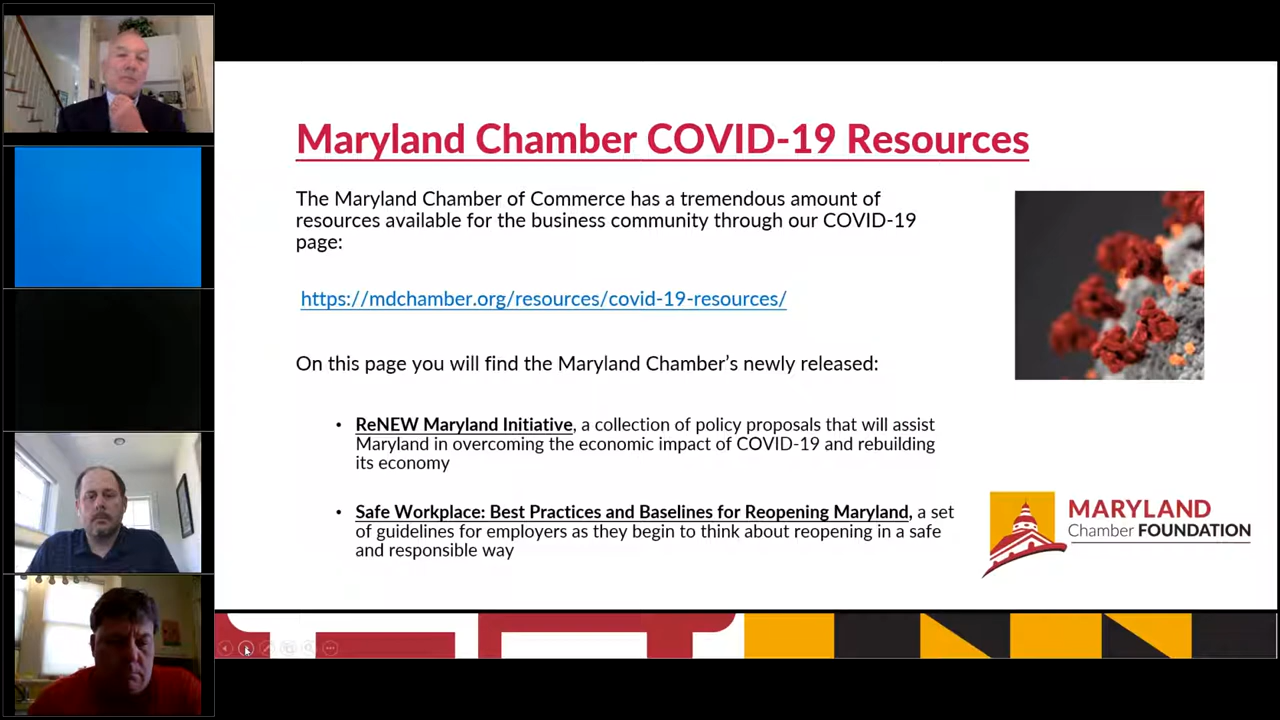 Maryland Chamber COVID-19 Resources
The Maryland Chamber of Commerce has a tremendous amount of
resources available for the business community through our COVID-19
page:
https://mdchamber.org/resources/covid-19-resources/
On this page you will find the Maryland Chamber’s newly released:
• ReNEW Maryland Initiative, a collection of policy proposals that will assist
Maryland in overcoming the economic impact of COVID-19 and rebuilding
its economy
• Safe Workplace: Best Practices and Baselines for Reopening Maryland, a set
of guidelines for employers as they begin to think about reopening in a safe
and responsible way
MARYLAND
Chamber FOUNDATION